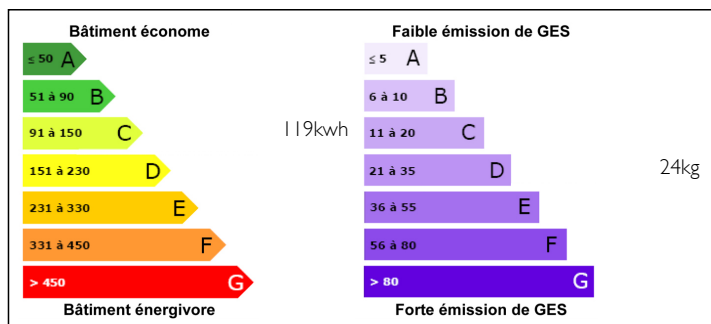 Bâtiment économe
≤ 50 A
51 à 90 B
91 à 150 C
151 à 230 D
231 à 330 E
331 à 450 F
> 450 G
Bâtiment énergivore
119kwh
Faible émission de GES
≤ 5 A
6 à 10 B
11 à 20 C
21 à 35 D
36 à 55 E
56 à 80 F
> 80 G
Forte émission de GES
24kg